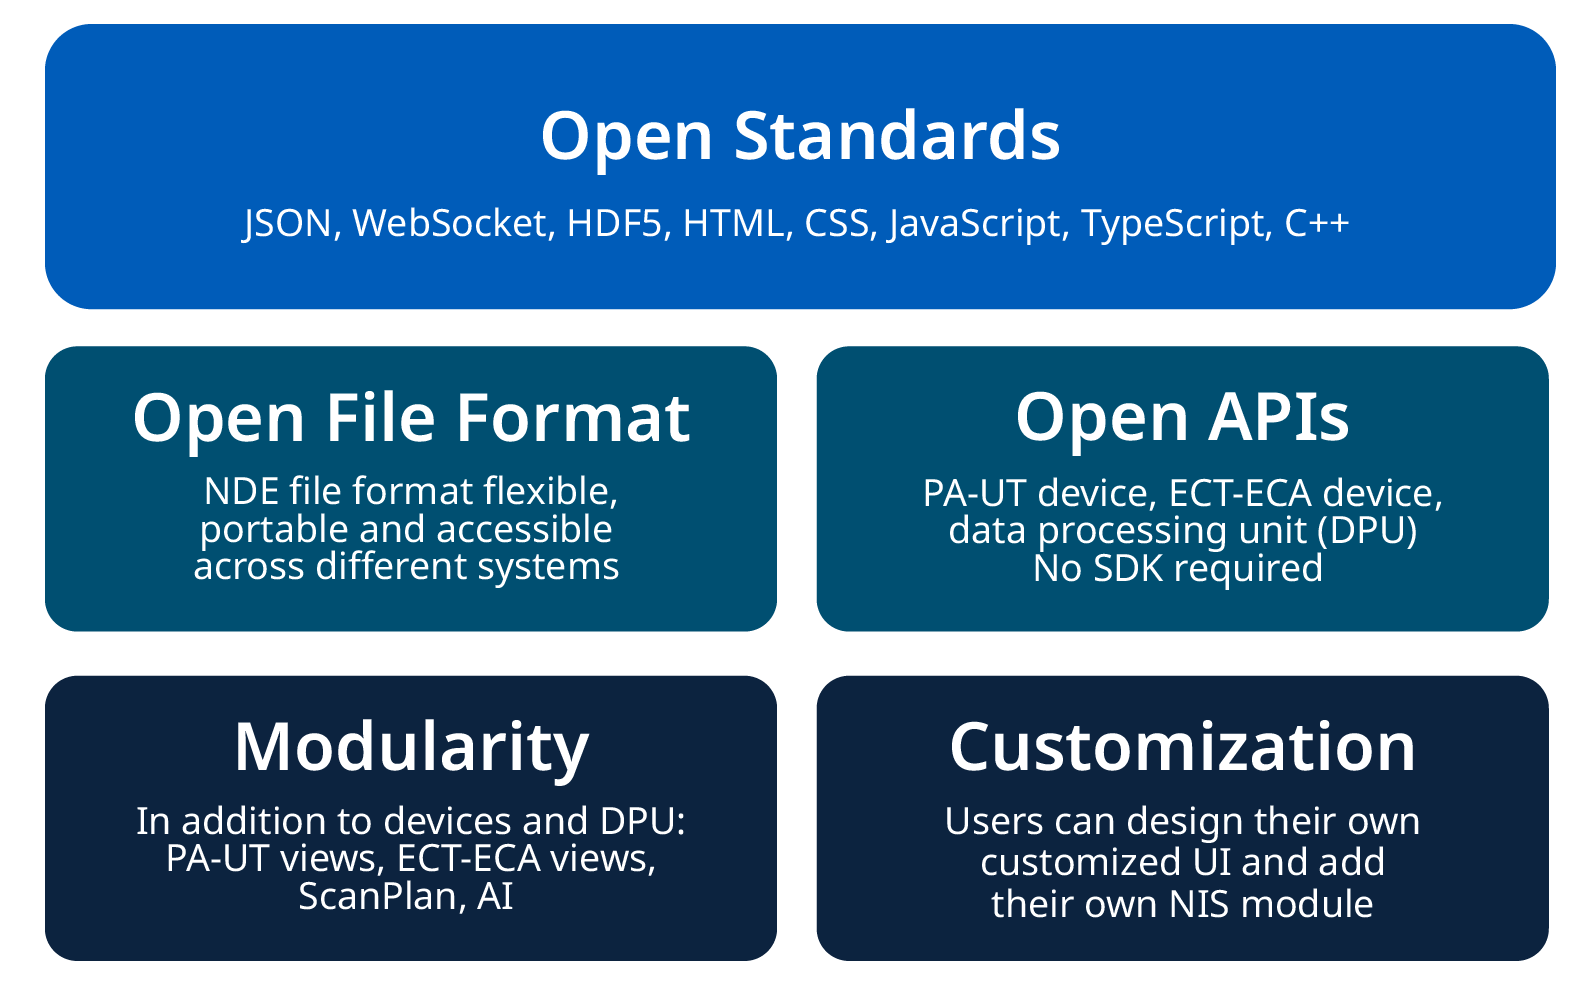 Open Standards
JSON, WebSocket, HDF5, HTML, CSS, JavaScript, TypeScript, C++
Open File Format
NDE file format flexible,
portable and accessible
across different systems
Open APIs
PA-UT device, ECT-ECA device,
data processing unit (DPU)
No SDK required
Modularity
In addition to devices and DPU:
PA-UT views, ECT-ECA views,
ScanPlan, AI
Customization
Users can design their own
customized UI and add
their own NIS module